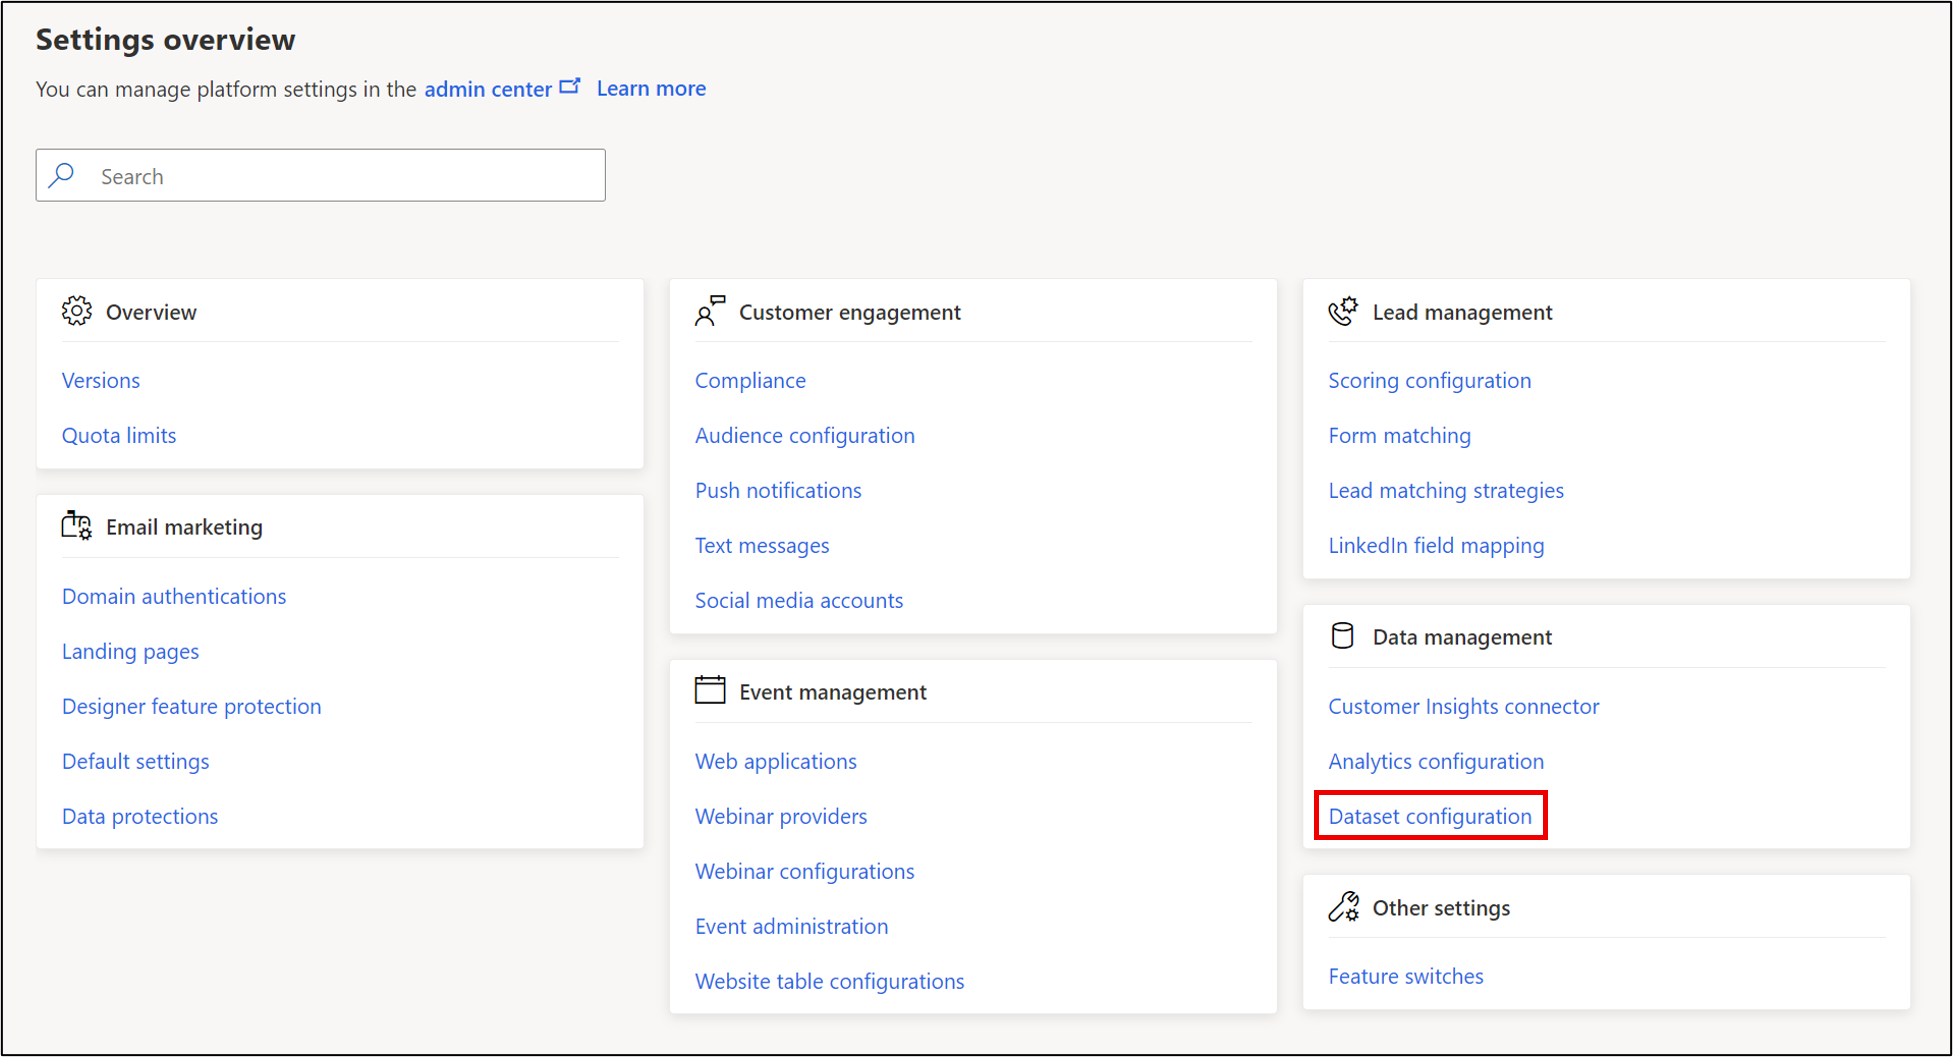 Settings overview
You can manage platform settings in the admin center Learn more
Search
Overview
Versions
Quota limits
Email marketing
Domain authentications
Landing pages
Designer feature protection
Default settings
Data protections
Customer engagement
Compliance
Audience configuration
Push notifications
Text messages
Social media accounts
Event management
Web applications
Webinar providers
Webinar configurations
Event administration
Website table configurations
Lead management
Scoring configuration
Form matching
Lead matching strategies
LinkedIn field mapping
Data management
Customer Insights connector
Analytics configuration
Dataset configuration
Other settings
Feature switches